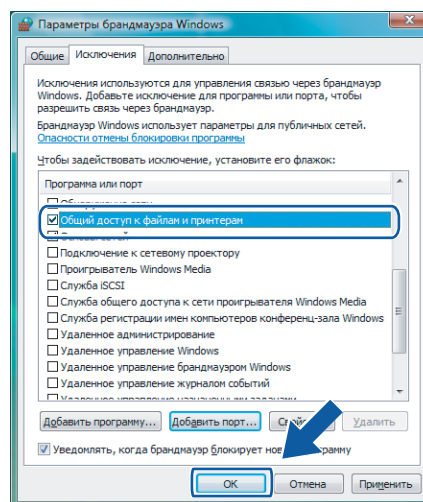 Параметры брандмауэра Windows
Общие Исключения Дополнительно
Исключения используются для управления связью через брандмауэр
Windows. Добавьте исключение для программы или порта, чтобы
разрешить связь через брандмауэр.
Брандмауэр Windows использует параметры для публичных сетей.
Опасности отмены блокировки программы
Чтобы задействовать исключение, установите его флажок:
Программа или порт
Общий доступ к файлам и принтерам
Подключение к сетевому проектору
Проигрыватель Windows Media
Служба iSCSI
Служба общего доступа к сети проигрывателя Windows Media
Служба регистрации имен компьютеров конференц-зала Windows
Удаленное администрирование
Удаленное управление Windows
Удаленное управление брандмауэром Windows
Удаленное управление журналом событий
Удаленное управление назначенными заданиями
Добавить программу... Добавить порт... Удалить
Уведомлять, когда брандмауэр блокирует
OK Отмена Применить